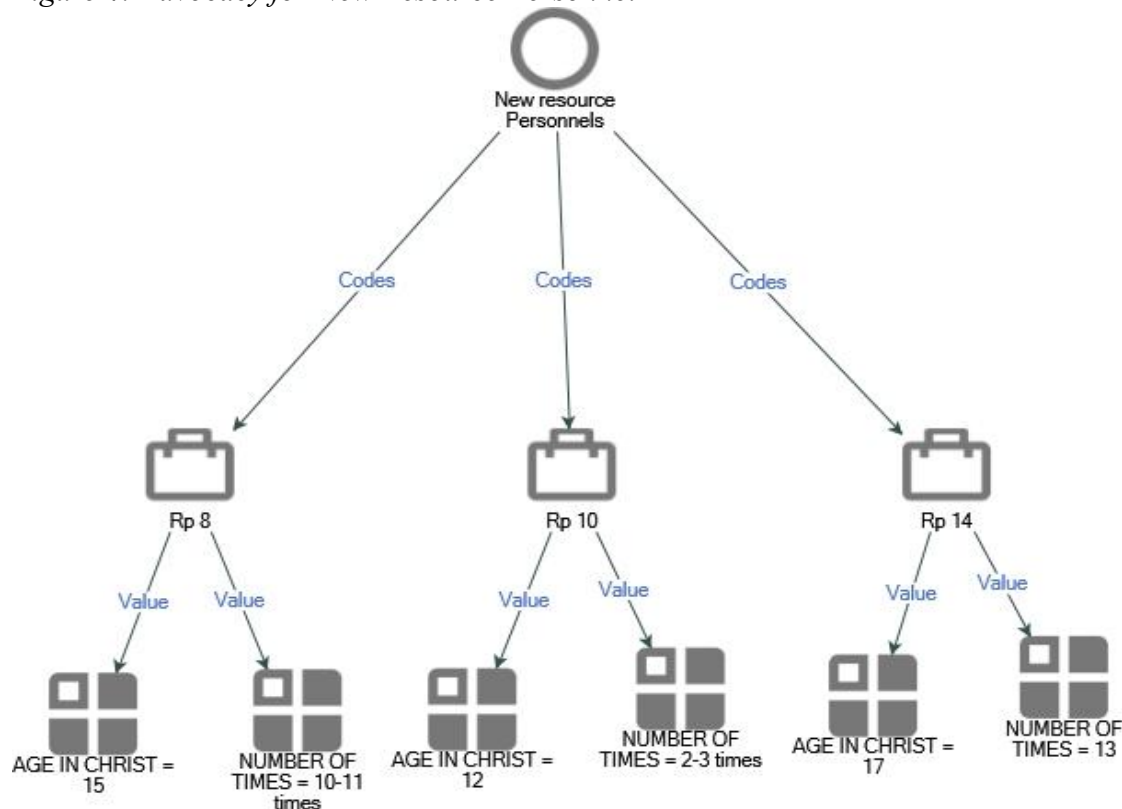 New resource
Personnels
Codes
Codes
Codes
Rp 8
Rp 10
Rp 14
Value
Value
Value
Value
Value
Value
AGE IN CHRIST =
15
NUMBER OF
TIMES = 10-11
times
AGE IN CHRIST =
12
NUMBER OF
TIMES = 2-3 times
AGE IN CHRIST =
17
NUMBER OF
TIMES = 13